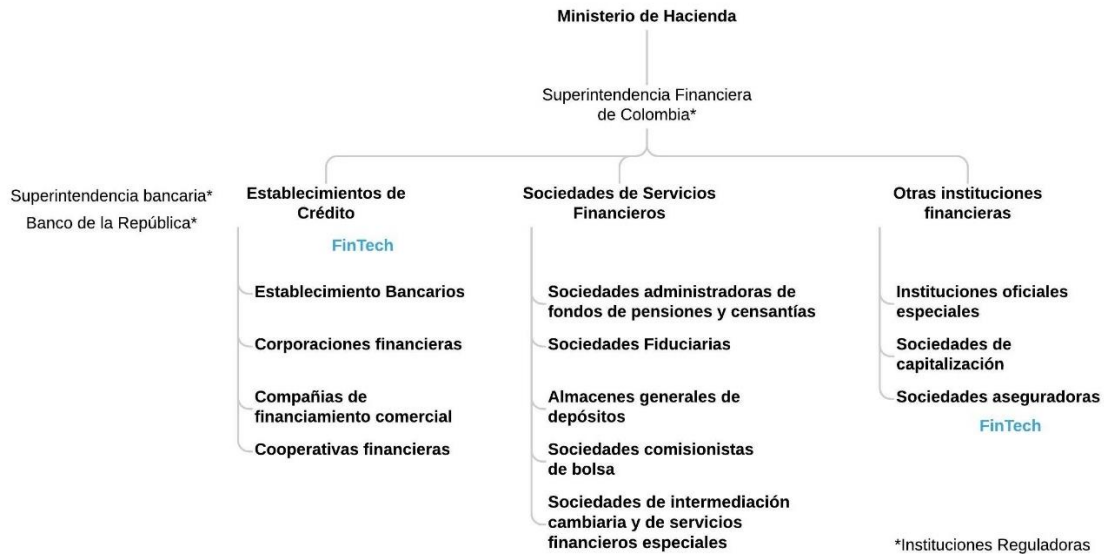 Ministerio de Hacienda
Superintendencia Financiera
de Colombia*
Superintendencia bancaria*
Banco de la República*
Establecimientos de
Crédito
FinTech
Establecimiento Bancarios
Corporaciones financieras
Compañias de
financiamiento comercial
Cooperativas financieras
Sociedades de Servicios
Financieros
Sociedades administradoras de
fondos de pensiones y censantías
Sociedades Fiduciarias
Almacenes generales de
depósitos
Sociedades comisionistas
de bolsa
Sociedades de intermediación
cambiaria y de servicios
financieros especiales
Otras instituciones
financieras
Instituciones oficiales
especiales
Sociedades de
capitalización
Sociedades aseguradoras
FinTech
*Instituciones Reguladoras